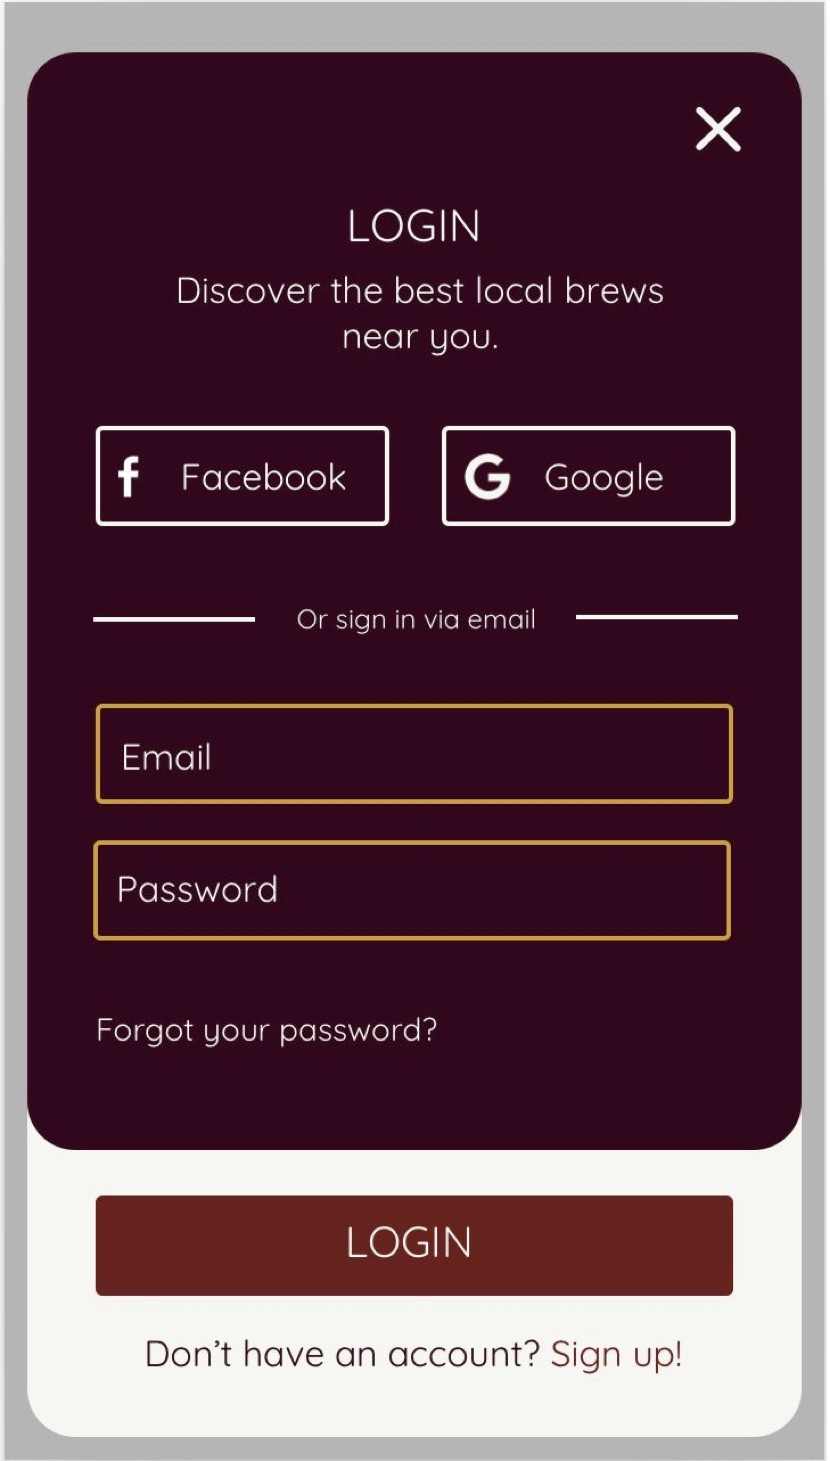 LOGIN
Discover the best local brews
near you.
Facebook
Google
Or sign in via email
Email
Password
Forgot your password?
LOGIN
Don’t have an account? Sign up!